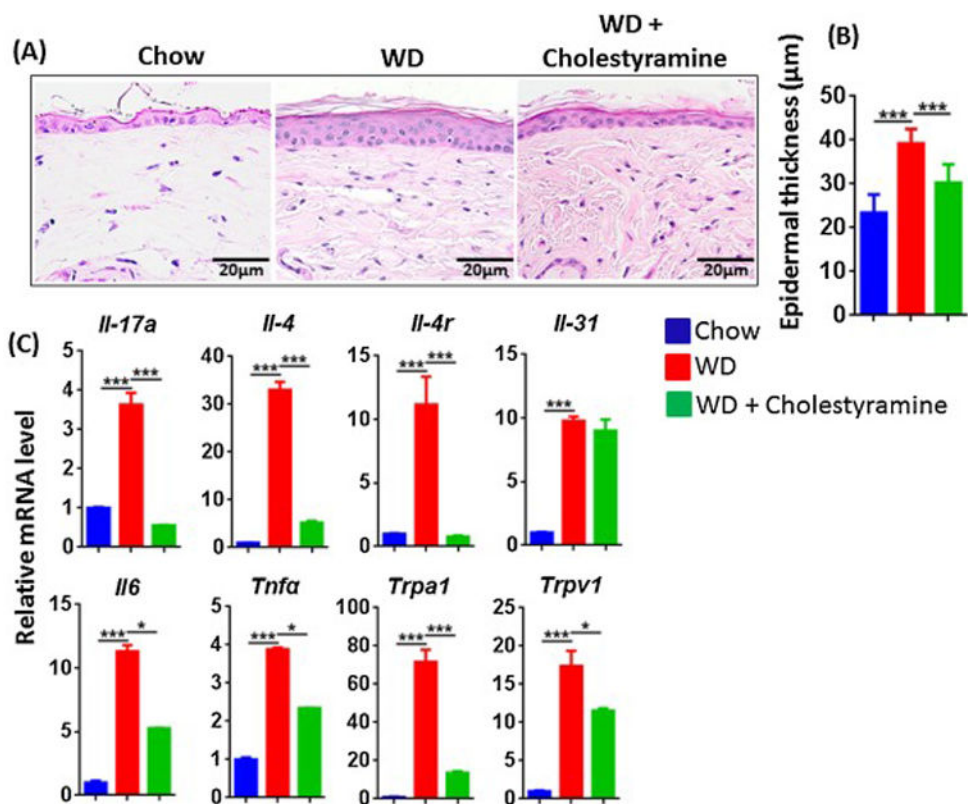 (A)
Chow
WD
WD +
Cholestyramine
20μm
20μm
20μm
(B)
Epidermal thickness (μm)
50
40
30
20
10
0
***
***
Chow
WD
WD + Cholestyramine
(C)
Relative mRNA level
Il-17a
5
4
3
2
1
0
***
***
Il-4
40
30
20
10
0
***
***
Il-4r
15
10
5
0
***
***
Il-31
15
10
5
0
***
Il6
15
10
5
0
***
*
Tnfα
5
4
3
2
1
0
***
*
Trpa1
100
80
60
40
20
0
***
***
Trpv1
25
20
15
10
5
0
***
*